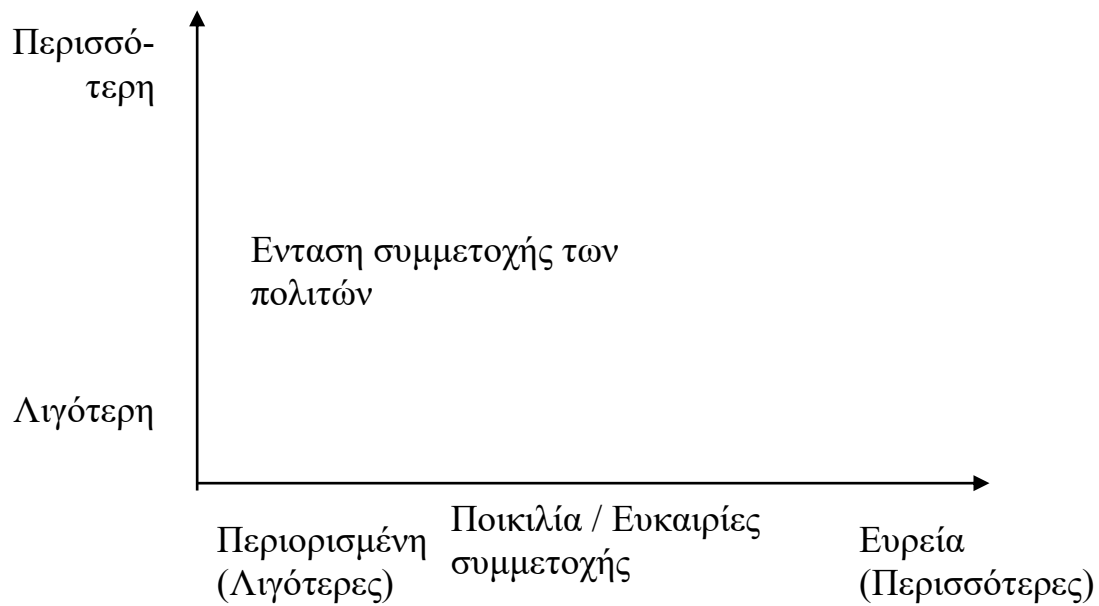 Περισσό-
τερη
Ενταση συμμετοχής των
πολιτών
Λιγότερη
Περιορισμένη
(Λιγότερες)
Ποικιλία / Ευκαιρίες
συμμετοχής
Ευρεία
(Περισσότερες)